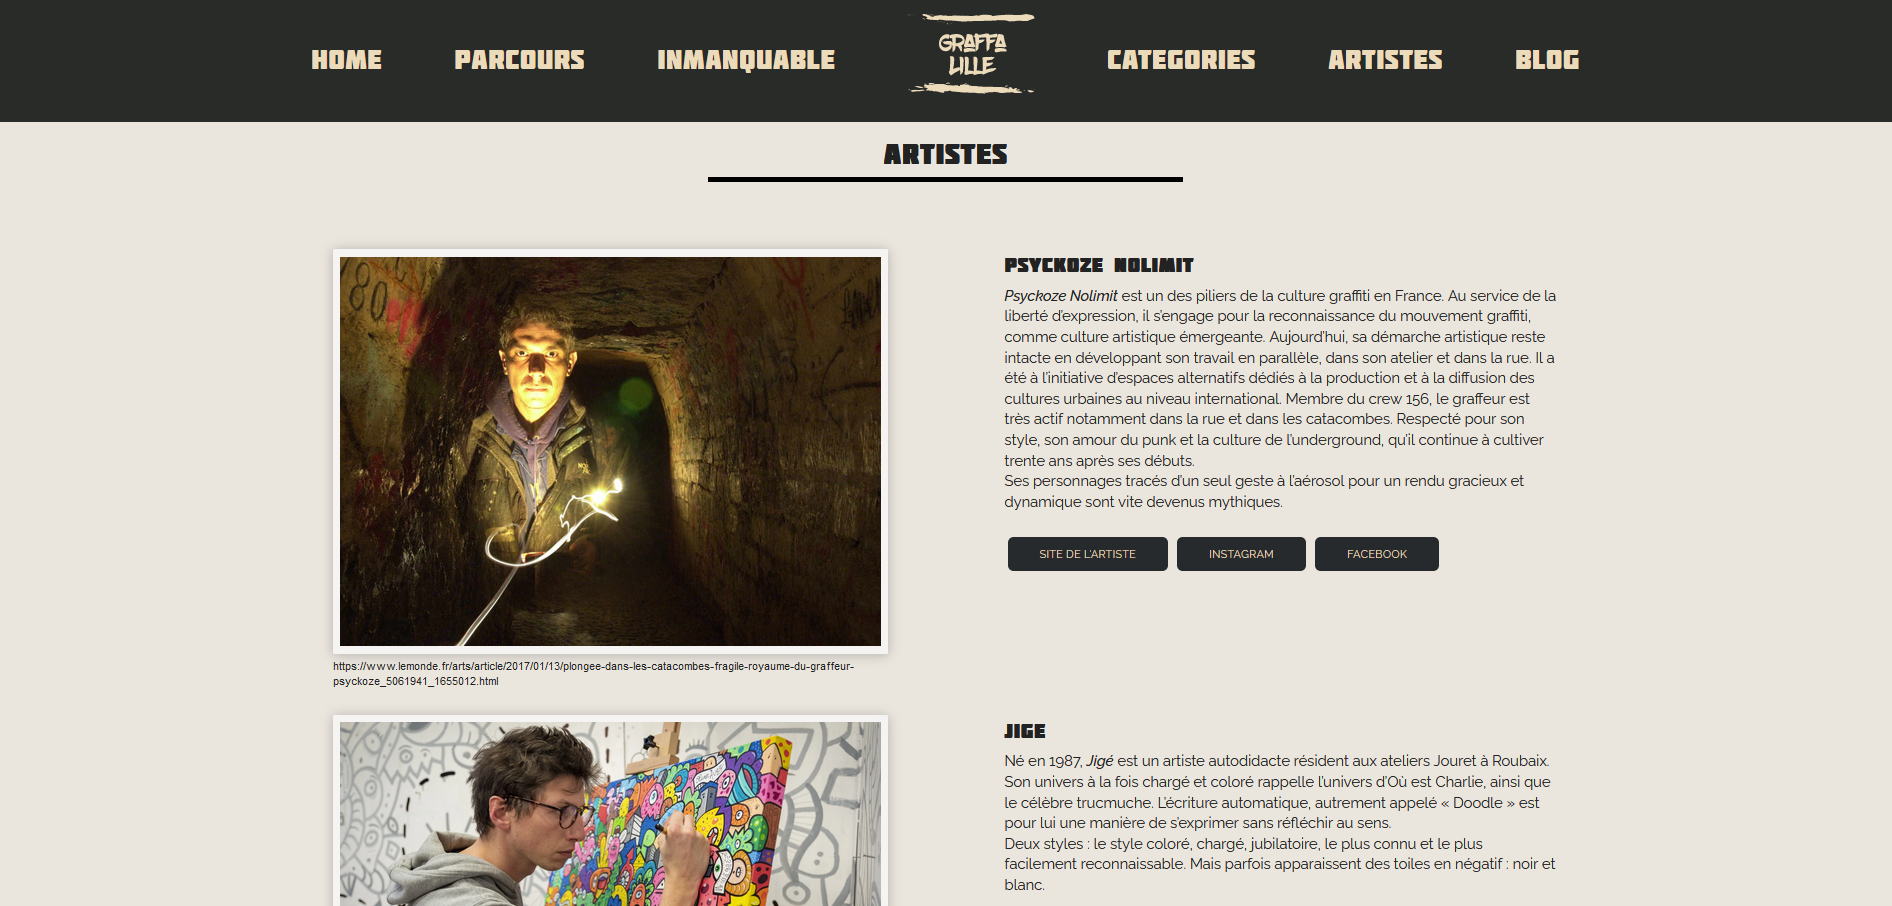 HOME PARCOURS INMANQUABLE GRAFFA LILLE CATEGORIES ARTISTES BLOG
ARTISTES
PSYCKOZE NOLIMIT
Psyckoze Nolimit est un des piliers de la culture graffiti en France. Au service de la
liberté d'expression, il s'engage pour la reconnaissance du mouvement graffiti,
comme culture artistique émergeante. Aujourd'hui, sa démarche artistique reste
intacte en développant son travail en parallèle, dans son atelier et dans la rue. Il a
été à l'initiative d'espaces alternatifs dédiés à la production et à la diffusion des
cultures urbaines au niveau international. Membre du crew 156, le graffeur est
très actif notamment dans la rue et dans les catacombes. Respecté pour son
style, son amour du punk et la culture de l'underground, qu'il continue à cultiver
trente ans après ses débuts.
Ses personnages tracés d'un seul geste à l'aérosol pour un rendu gracieux et
dynamique sont vite devenus mythiques.
SITE DE L'ARTISTE INSTAGRAM FACEBOOK
80
https://www.lemonde.fr/arts/article/2017/01/13/plongee-dans-les-catacombes-fragile-royaume-du-graffeur-
psyckoze_5061941_1655012.html
JIGE
Né en 1987, Jigé est un artiste autodidacte résident aux ateliers Jouret à Roubaix.
Son univers à la fois chargé et coloré rappelle l'univers d'Où est Charlie, ainsi que
le célèbre trucmuche. L'écriture automatique, autrement appelé « Doodle » est
pour lui une manière de s'exprimer sans réfléchir au sens.
Deux styles : le style coloré, chargé, jubilatoire, le plus connu et le plus
facilement reconnaissable. Mais parfois apparaissent des toiles en négatif : noir et
blanc.